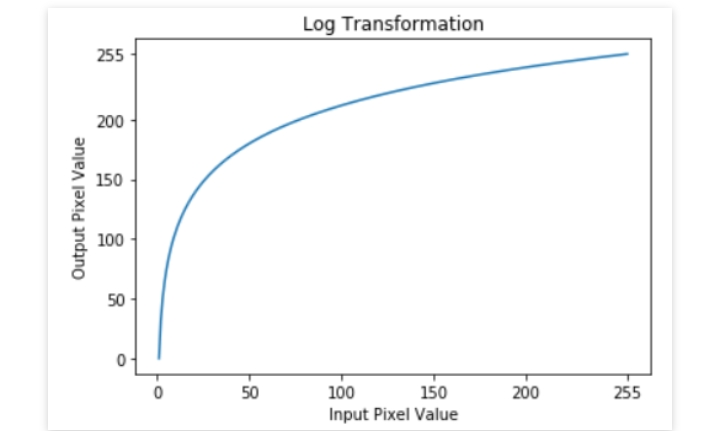 Log Transformation
255
200
150
100
50
0
Output Pixel Value
0 50 100 150 200 255
Input Pixel Value